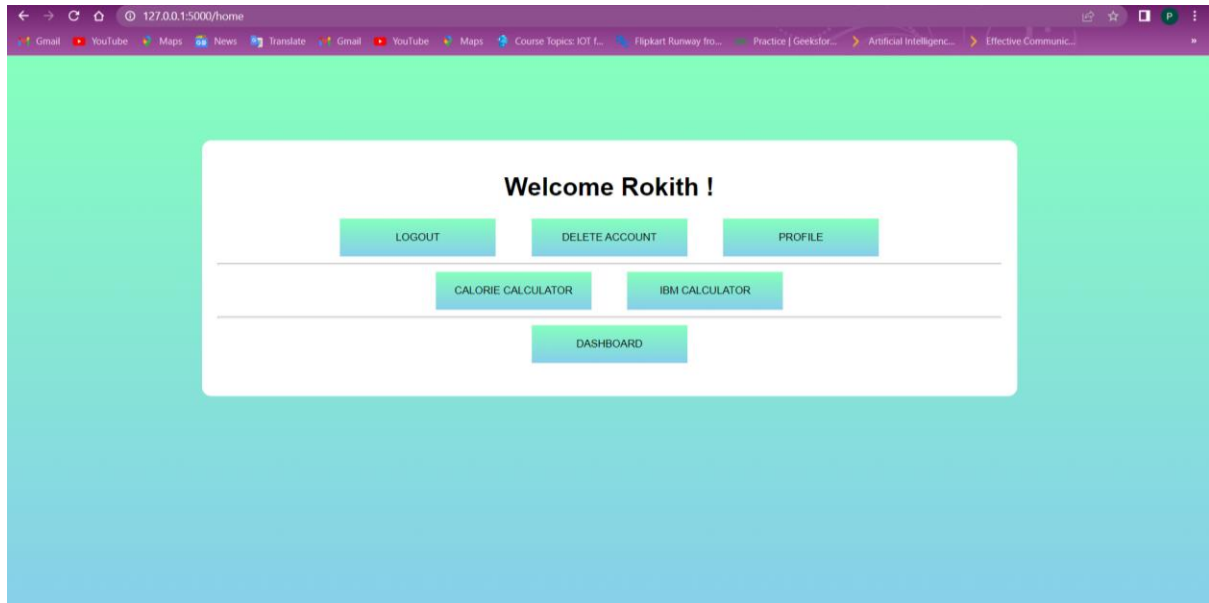 127.0.0.1:5000/home
P
Gmail YouTube Maps News Translate Gmail YouTube Maps Course Topics: IOT f... Flipkart Runway fro... Practice | Geeksfor... Artificial Intelligenc... Effective Communic... »
Welcome Rokith !
LOGOUT DELETE ACCOUNT PROFILE
CALORIE CALCULATOR IBM CALCULATOR
DASHBOARD